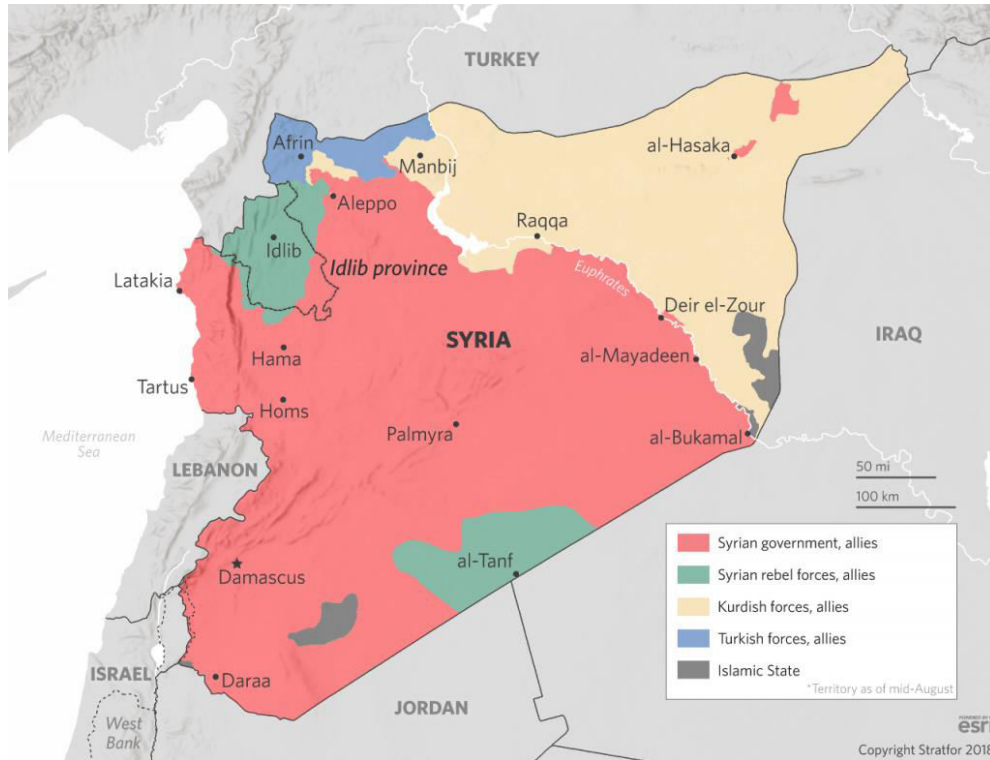 TURKEY
Afrin
Manbij
al-Hasaka
Aleppo
Raqqa
Idlib
Idlib province
Euphrates
Latakia
Deir el-Zour
SYRIA
IRAQ
Hama
al-Mayadeen
Tartus
Homs
Palmyra
al-Bukamal
Mediterranean
Sea
LEBANON
50 mi
100 km
Syrian government, allies
al-Tanf
Damascus
Syrian rebel forces, allies
Kurdish forces, allies
Turkish forces, allies
Islamic State
ISRAEL
Daraa
*Territory as of mid-August
JORDAN
West
Bank
esri
Copyright Stratfor 2018